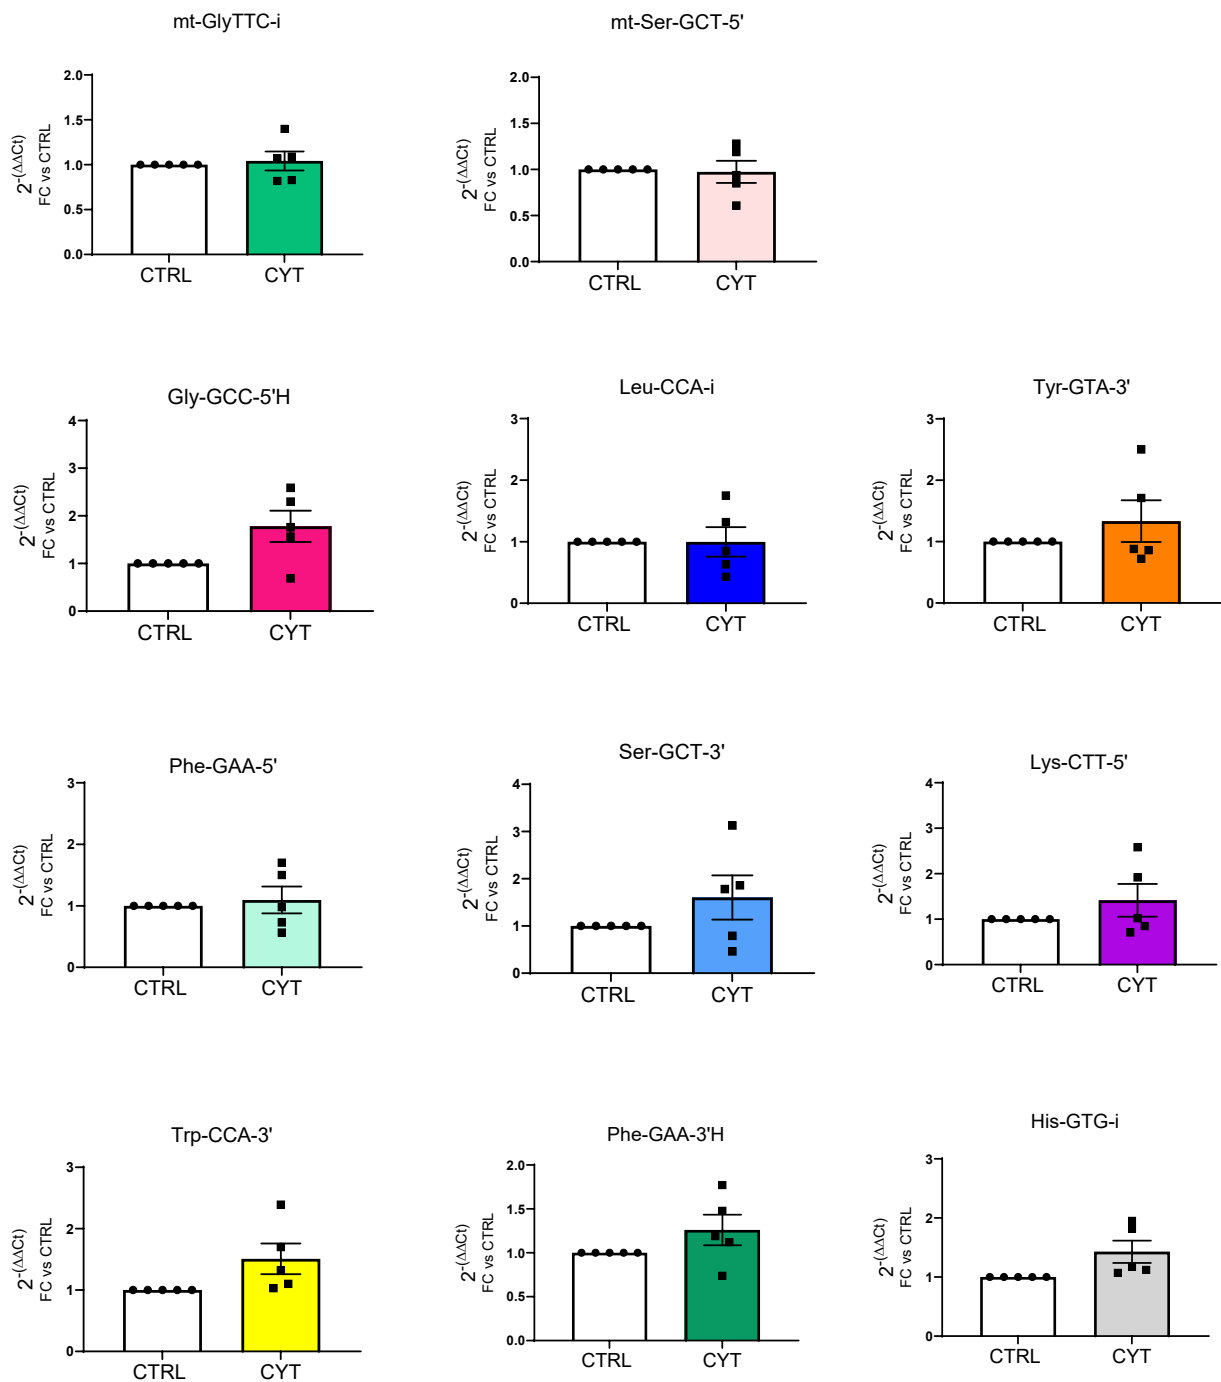 mt-GlyTTC-i
2^-(ΔΔCt)
FC vs CTRL
2.0
1.5
1.0
0.5
0.0
CTRL CYT
mt-Ser-GCT-5'
2^-(ΔΔCt)
FC vs CTRL
2.0
1.5
1.0
0.5
0.0
CTRL CYT
Gly-GCC-5'H
2^-(ΔΔCt)
FC vs CTRL
4
3
2
1
0
CTRL CYT
Leu-CCA-i
2^-(ΔΔCt)
FC vs CTRL
3
2
1
0
CTRL CYT
Tyr-GTA-3'
2^-(ΔΔCt)
FC vs CTRL
3
2
1
0
CTRL CYT
Phe-GAA-5'
2^-(ΔΔCt)
FC vs CTRL
3
2
1
0
CTRL CYT
Ser-GCT-3'
2^-(ΔΔCt)
FC vs CTRL
4
3
2
1
0
CTRL CYT
Lys-CTT-5'
2^-(ΔΔCt)
FC vs CTRL
4
3
2
1
0
CTRL CYT
Trp-CCA-3'
2^-(ΔΔCt)
FC vs CTRL
3
2
1
0
CTRL CYT
Phe-GAA-3'H
2^-(ΔΔCt)
FC vs CTRL
2.0
1.5
1.0
0.5
0.0
CTRL CYT
His-GTG-i
2^-(ΔΔCt)
FC vs CTRL
3
2
1
0
CTRL CYT